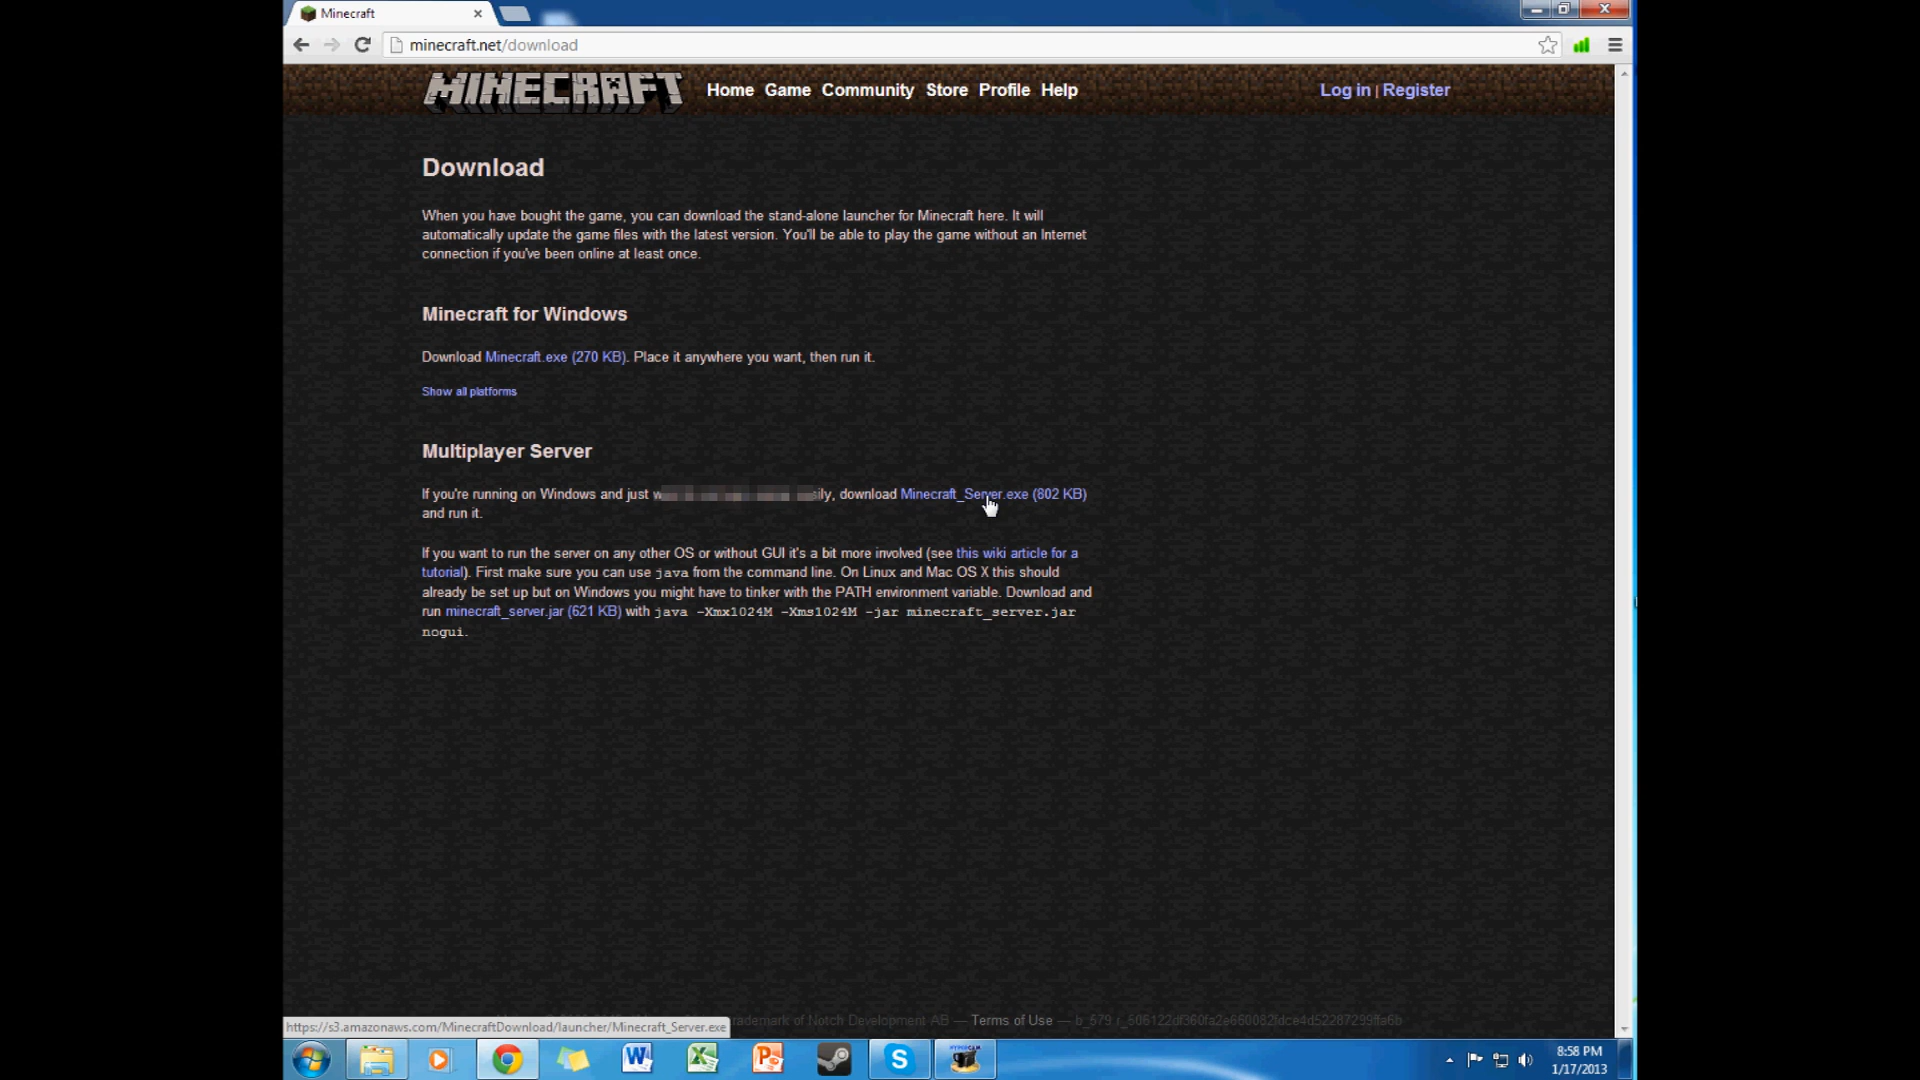 Minecraft
minecraft.net/download
MINECRAFT
Home Game Community Store Profile Help
Log in | Register
Download
When you have bought the game, you can download the stand-alone launcher for Minecraft here. It will
automatically update the game files with the latest version. You'll be able to play the game without an Internet
connection if you've been online at least once.
Minecraft for Windows
Download Minecraft.exe (270 KB). Place it anywhere you want, then run it.
Show all platforms
Multiplayer Server
If you're running on Windows and just download Minecraft_Server.exe (802 KB)
and run it.
If you want to run the server on any other OS or without GUI it's a bit more involved (see this wiki article for a
tutorial). First make sure you can use java from the command line. On Linux and Mac OS X this should
already be set up but on Windows you might have to tinker with the PATH environment variable. Download and
run minecraft_server.jar (621 KB) with java -Xmx1024M -Xms1024M -jar minecraft_server.jar
nogui.
of Notch Development AB — Terms of Use —
https://s3.amazonaws.com/MinecraftDownload/launcher/Minecraft_Server.exe
HYPERCAM
8:58 PM
1/17/2013